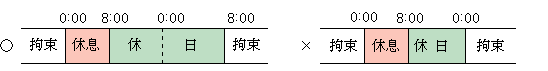 0:00 8:00 0:00 8:00
○ 拘束 休息 休 日 拘束
0:00 8:00 0:00
× 拘束 休息 休 日 拘束